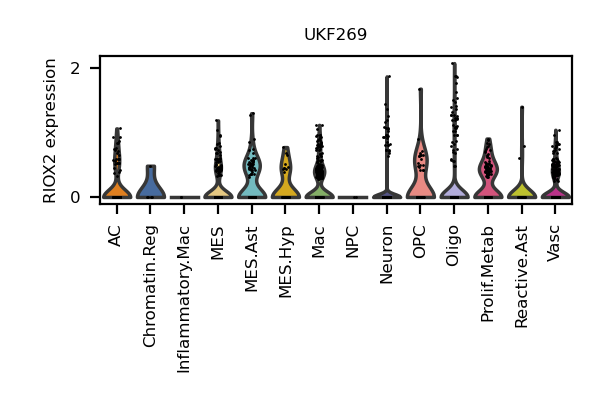 UKF269
RIOX2 expression
2
0
AC
Chromatin.Reg
Inflammatory.Mac
MES
MES.Ast
MES.Hyp
Mac
NPC
Neuron
OPC
Oligo
Prolif.Metab
Reactive.Ast
Vasc